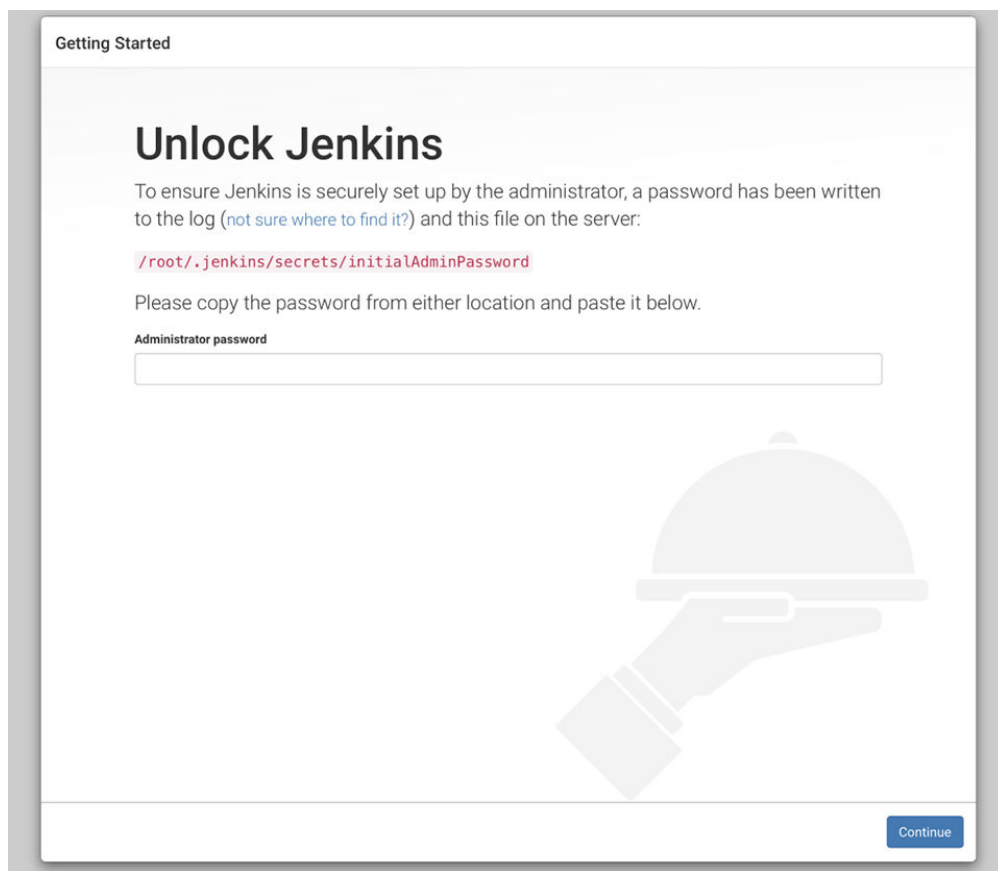 Getting Started
Unlock Jenkins
To ensure Jenkins is securely set up by the administrator, a password has been written
to the log (not sure where to find it?) and this file on the server:
/root/.jenkins/secrets/initialAdminPassword
Please copy the password from either location and paste it below.
Administrator password
Continue